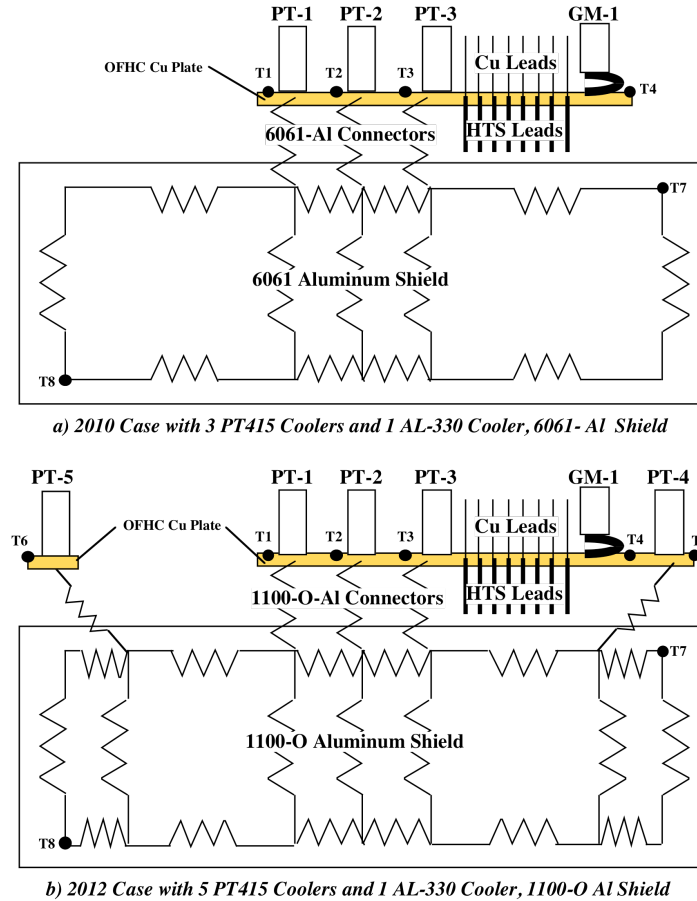 PT-1 PT-2 PT-3 GM-1
OFHC Cu Plate
T1 T2 T3 Cu Leads T4
6061-Al Connectors HTS Leads
T7
6061 Aluminum Shield
T8
a) 2010 Case with 3 PT415 Coolers and 1 AL-330 Cooler, 6061- Al Shield
PT-5 PT-1 PT-2 PT-3 GM-1 PT-4
OFHC Cu Plate
T6 T1 T2 T3 Cu Leads T4 T
1100-O-Al Connectors HTS Leads
T7
1100-O Aluminum Shield
T8
b) 2012 Case with 5 PT415 Coolers and 1 AL-330 Cooler, 1100-O Al Shield